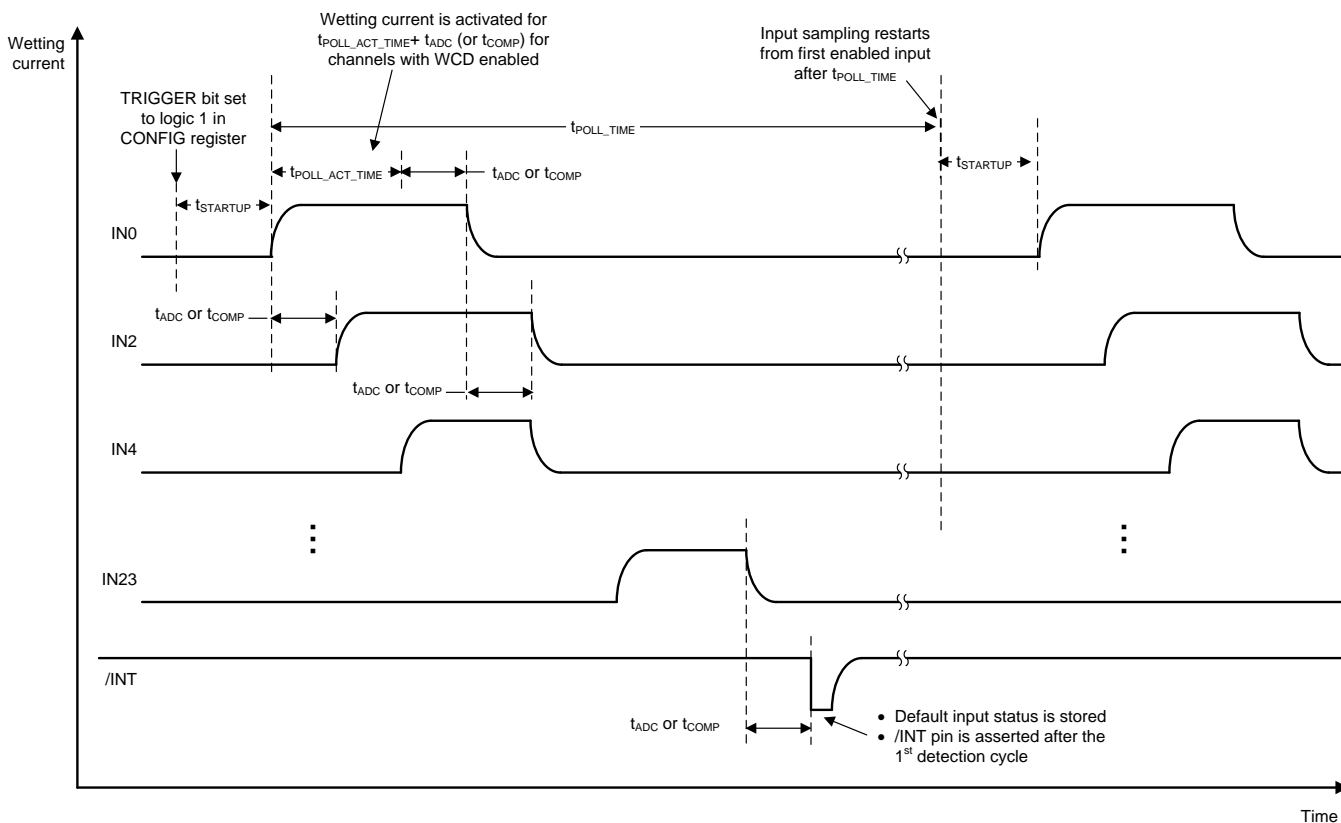 Wetting
current
Wetting current is activated for
tPOLL_ACT_TIME+ tADC (or tCOMP) for
channels with WCD enabled
Input sampling restarts
from first enabled input
after tPOLL_TIME
TRIGGER bit set
to logic 1 in
CONFIG register
tPOLL_TIME
tPOLL_ACT_TIME
tADC or tCOMP
tSTARTUP
tSTARTUP
IN0
tADC or tCOMP
IN2
tADC or tCOMP
IN4
IN23
/INT
tADC or tCOMP
• Default input status is stored
• /INT pin is asserted after the
1st detection cycle
Time